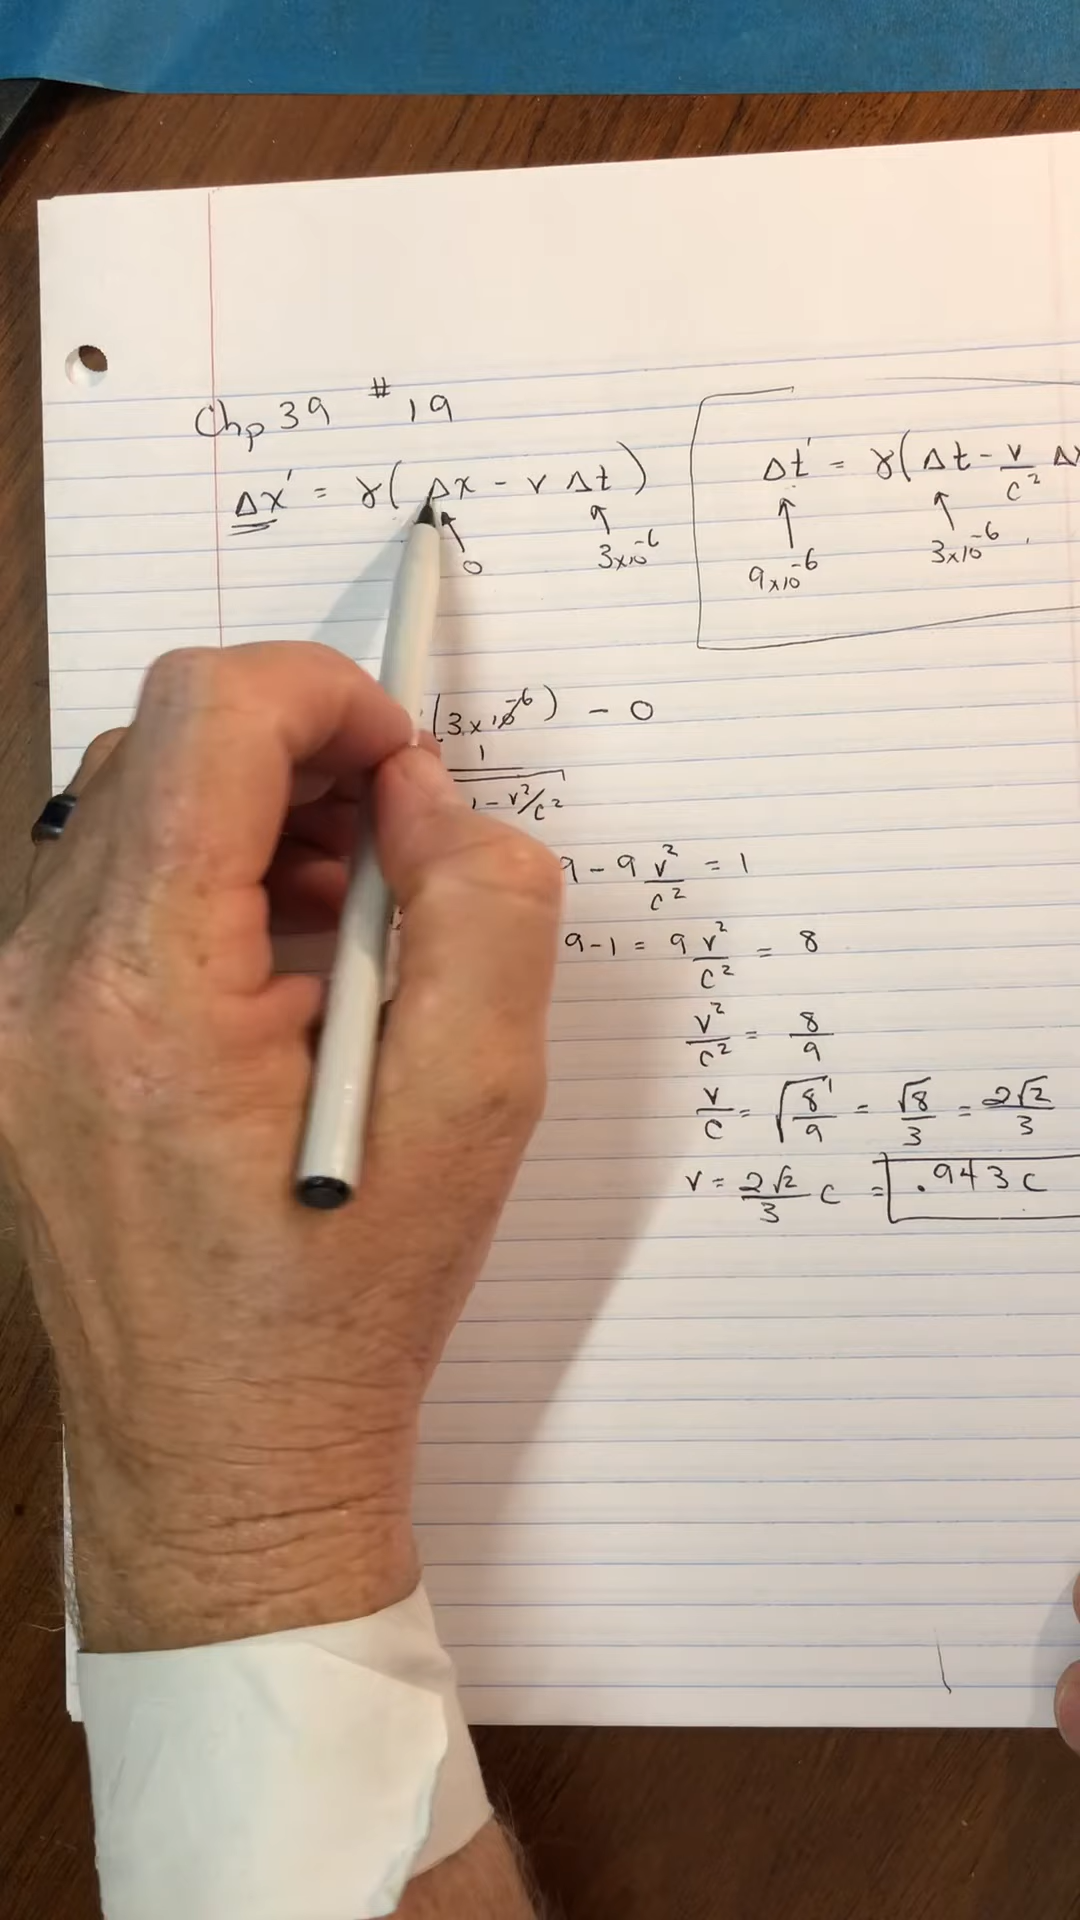 Chp 39 # 19
Δx' = γ(Δx - v Δt)
0
3x10^-6
Δt' = γ(Δt - v/c² Δ
9x10^-6
3x10^-6
(3x10^-6) - 0
1
1 - v²/c²
9 - 9 v²/c² = 1
9-1 = 9 v²/c² = 8
v²/c² = 8/9
v/c = √(8/9) = √8/3 = 2√2/3
v = 2√2/3 c = .943c